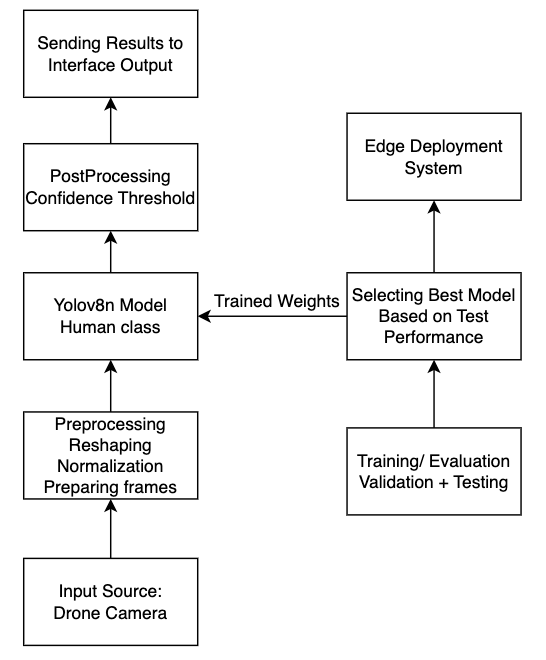 Sending Results to
Interface Output
PostProcessing
Confidence Threshold
Yolov8n Model
Human class
Preprocessing
Reshaping
Normalization
Preparing frames
Input Source:
Drone Camera
Trained Weights
Edge Deployment
System
Selecting Best Model
Based on Test
Performance
Training/ Evaluation
Validation + Testing